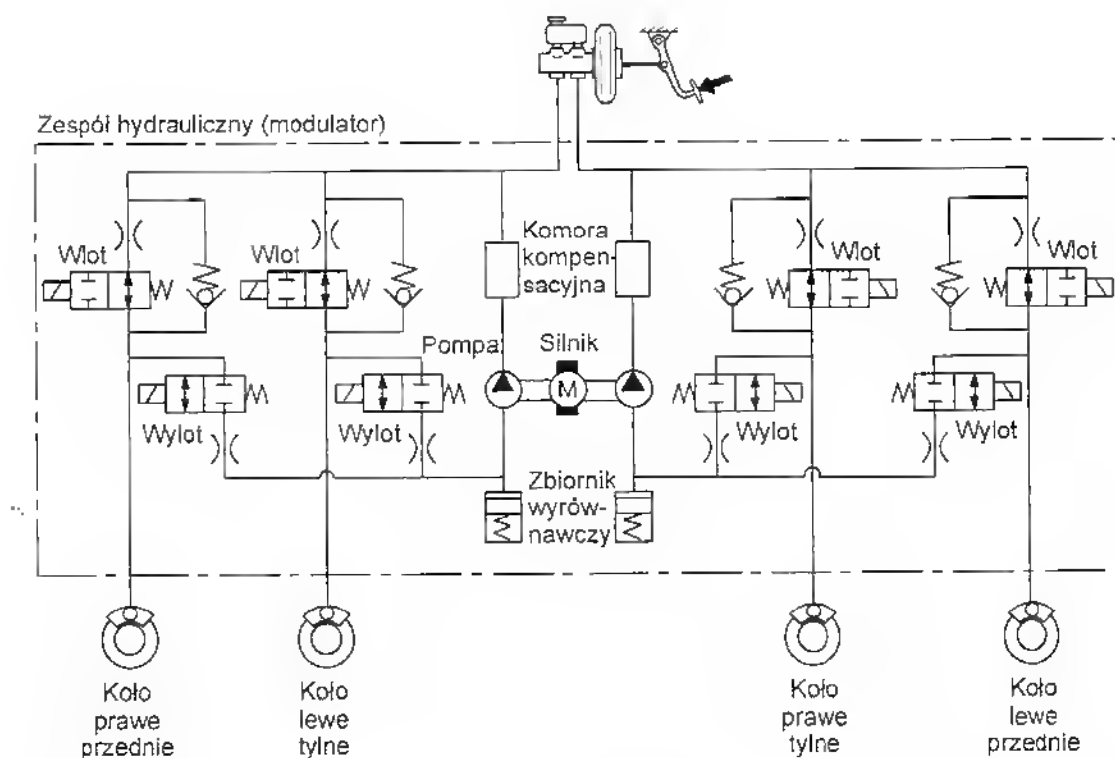 Zespół hydrauliczny (modulator)
Wlot
Wlot
Komora
kompen-
sacyjna
Wlot
Wlot
Pompa
Silnik
M
Wylot
Wylot
Wylot
Wylot
Zbiornik
wyrów-
nawczy
Koło
prawe
przednie
Koło
lewe
tylne
Koło
prawe
tylne
Koło
lewe
przednie